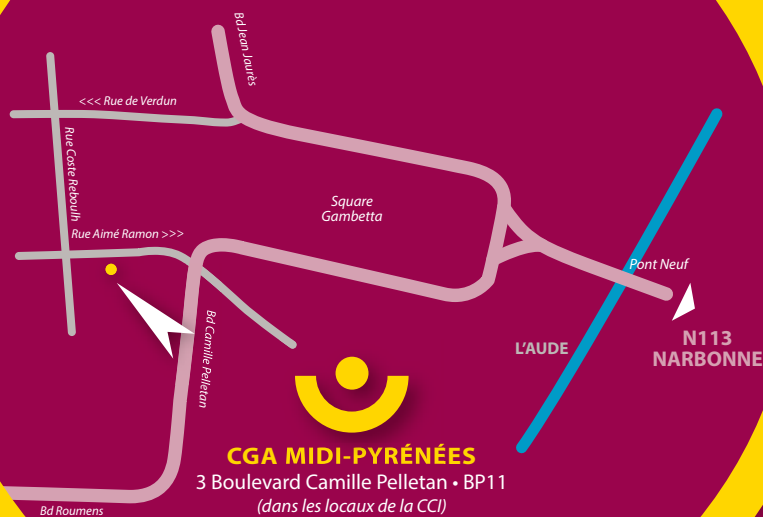 Bd Jean Jaurès
<<< Rue de Verdun
Rue Coste Reboulh
Square
Gambetta
Rue Aimé Ramon >>>
Pont Neuf
Bd Camille Pelletan
L'AUDE
N113
NARBONNE
CGA MIDI-PYRÉNÉES
3 Boulevard Camille Pelletan • BP11
(dans les locaux de la CCI)
Bd Roumens